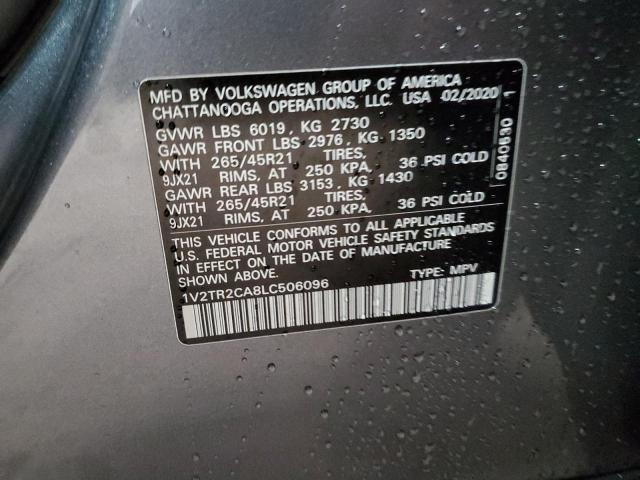 MFD BY VOLKSWAGEN GROUP OF AMERICA
CHATTANOOGA OPERATIONS, LLC. USA 02/2020
GVWR LBS 6019, KG 2730
GAWR FRONT LBS 2976, KG 1350
WITH 265/45R21 TIRES,
9JX21 RIMS, AT 250 KPA, 36 PSI COLD
GAWR REAR LBS 3153, KG 1430
WITH 265/45R21 TIRES,
9JX21 RIMS, AT 250 KPA, 36 PSI COLD
THIS VEHICLE CONFORMS TO ALL APPLICABLE
U.S. FEDERAL MOTOR VEHICLE SAFETY STANDARDS
IN EFFECT ON THE DATE OF MANUFACTURE
SHOWN ABOVE.
TYPE: MPV
1V2TR2CA8LC506096
0840530 1